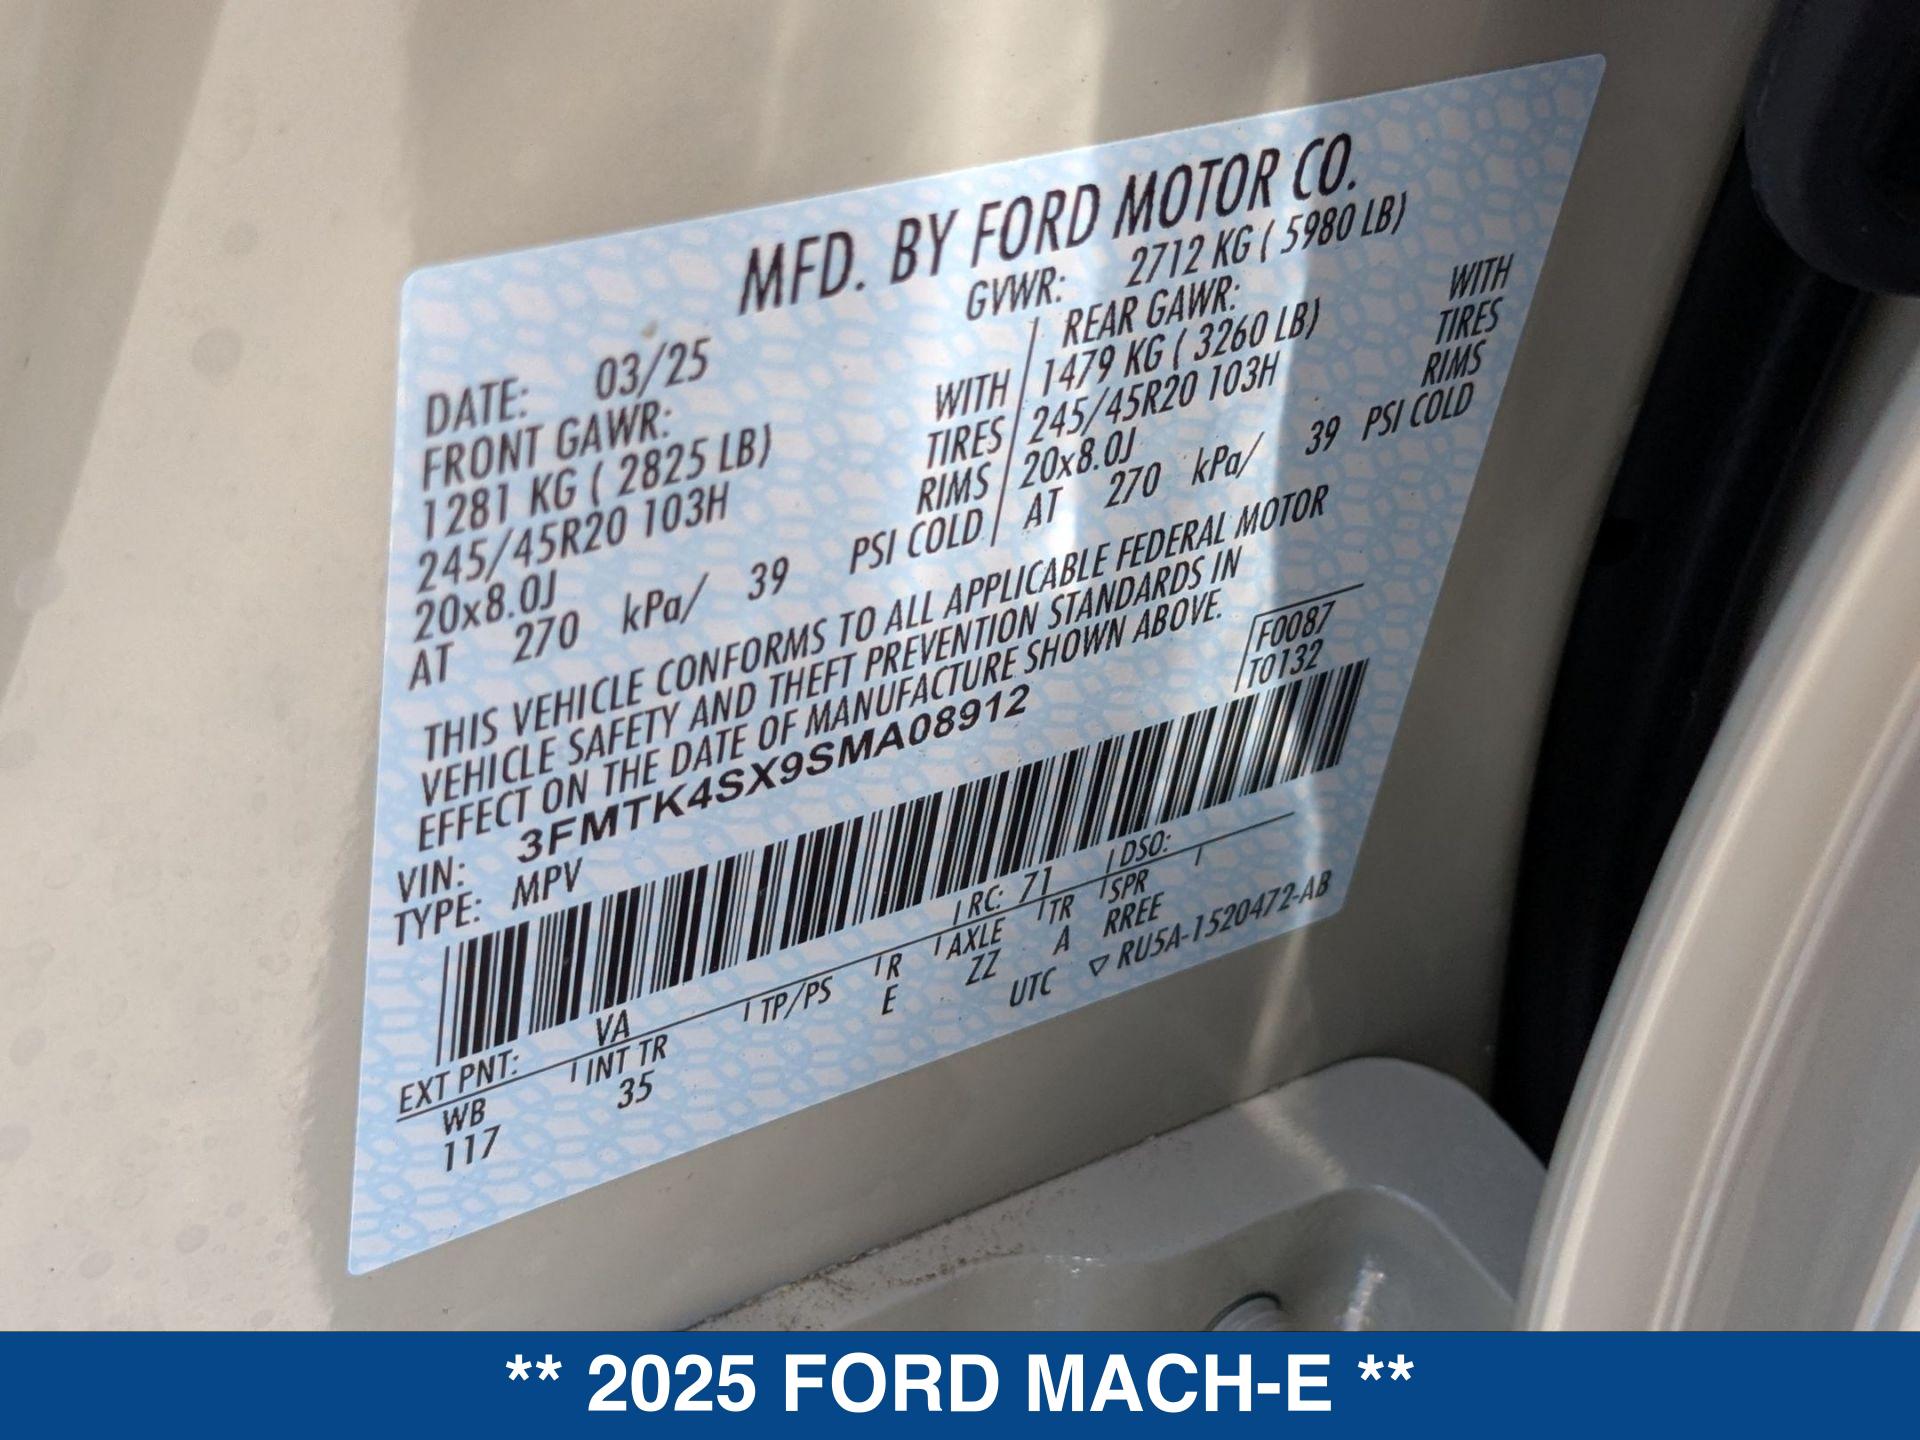 MFD. BY FORD MOTOR CO.
DATE: 03/25
GVWR: 2712 KG ( 5980 LB)
FRONT GAWR:
1281 KG ( 2825 LB) WITH
245/45R20 103H TIRES
20x8.0J RIMS
AT 270 kPa/ 39 PSI COLD
REAR GAWR:
1479 KG ( 3260 LB) WITH
245/45R20 103H TIRES
20x8.0J RIMS
AT 270 kPa/ 39 PSI COLD
THIS VEHICLE CONFORMS TO ALL APPLICABLE FEDERAL MOTOR
VEHICLE SAFETY AND THEFT PREVENTION STANDARDS IN
EFFECT ON THE DATE OF MANUFACTURE SHOWN ABOVE.
F0087
T0132
VIN: 3FMTK4SX9SMA08912
TYPE: MPV
EXT PNT: VA RC: 71 DSO:
WB INT TR TP/PS R AXLE TR SPR
117 35 E ZZ A RREE
UTC ▽ RU5A-1520472-AB
** 2025 FORD MACH-E **